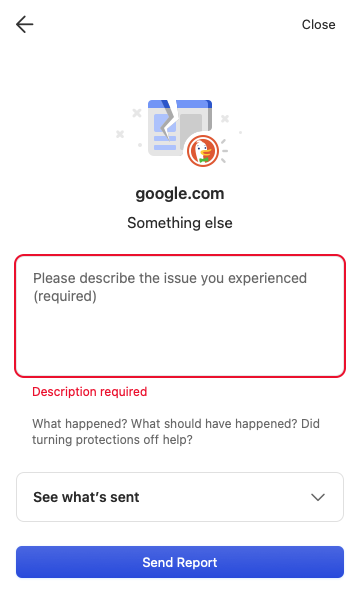 Close
google.com
Something else
Please describe the issue you experienced
(required)
Description required
What happened? What should have happened? Did
turning protections off help?
See what’s sent
Send Report